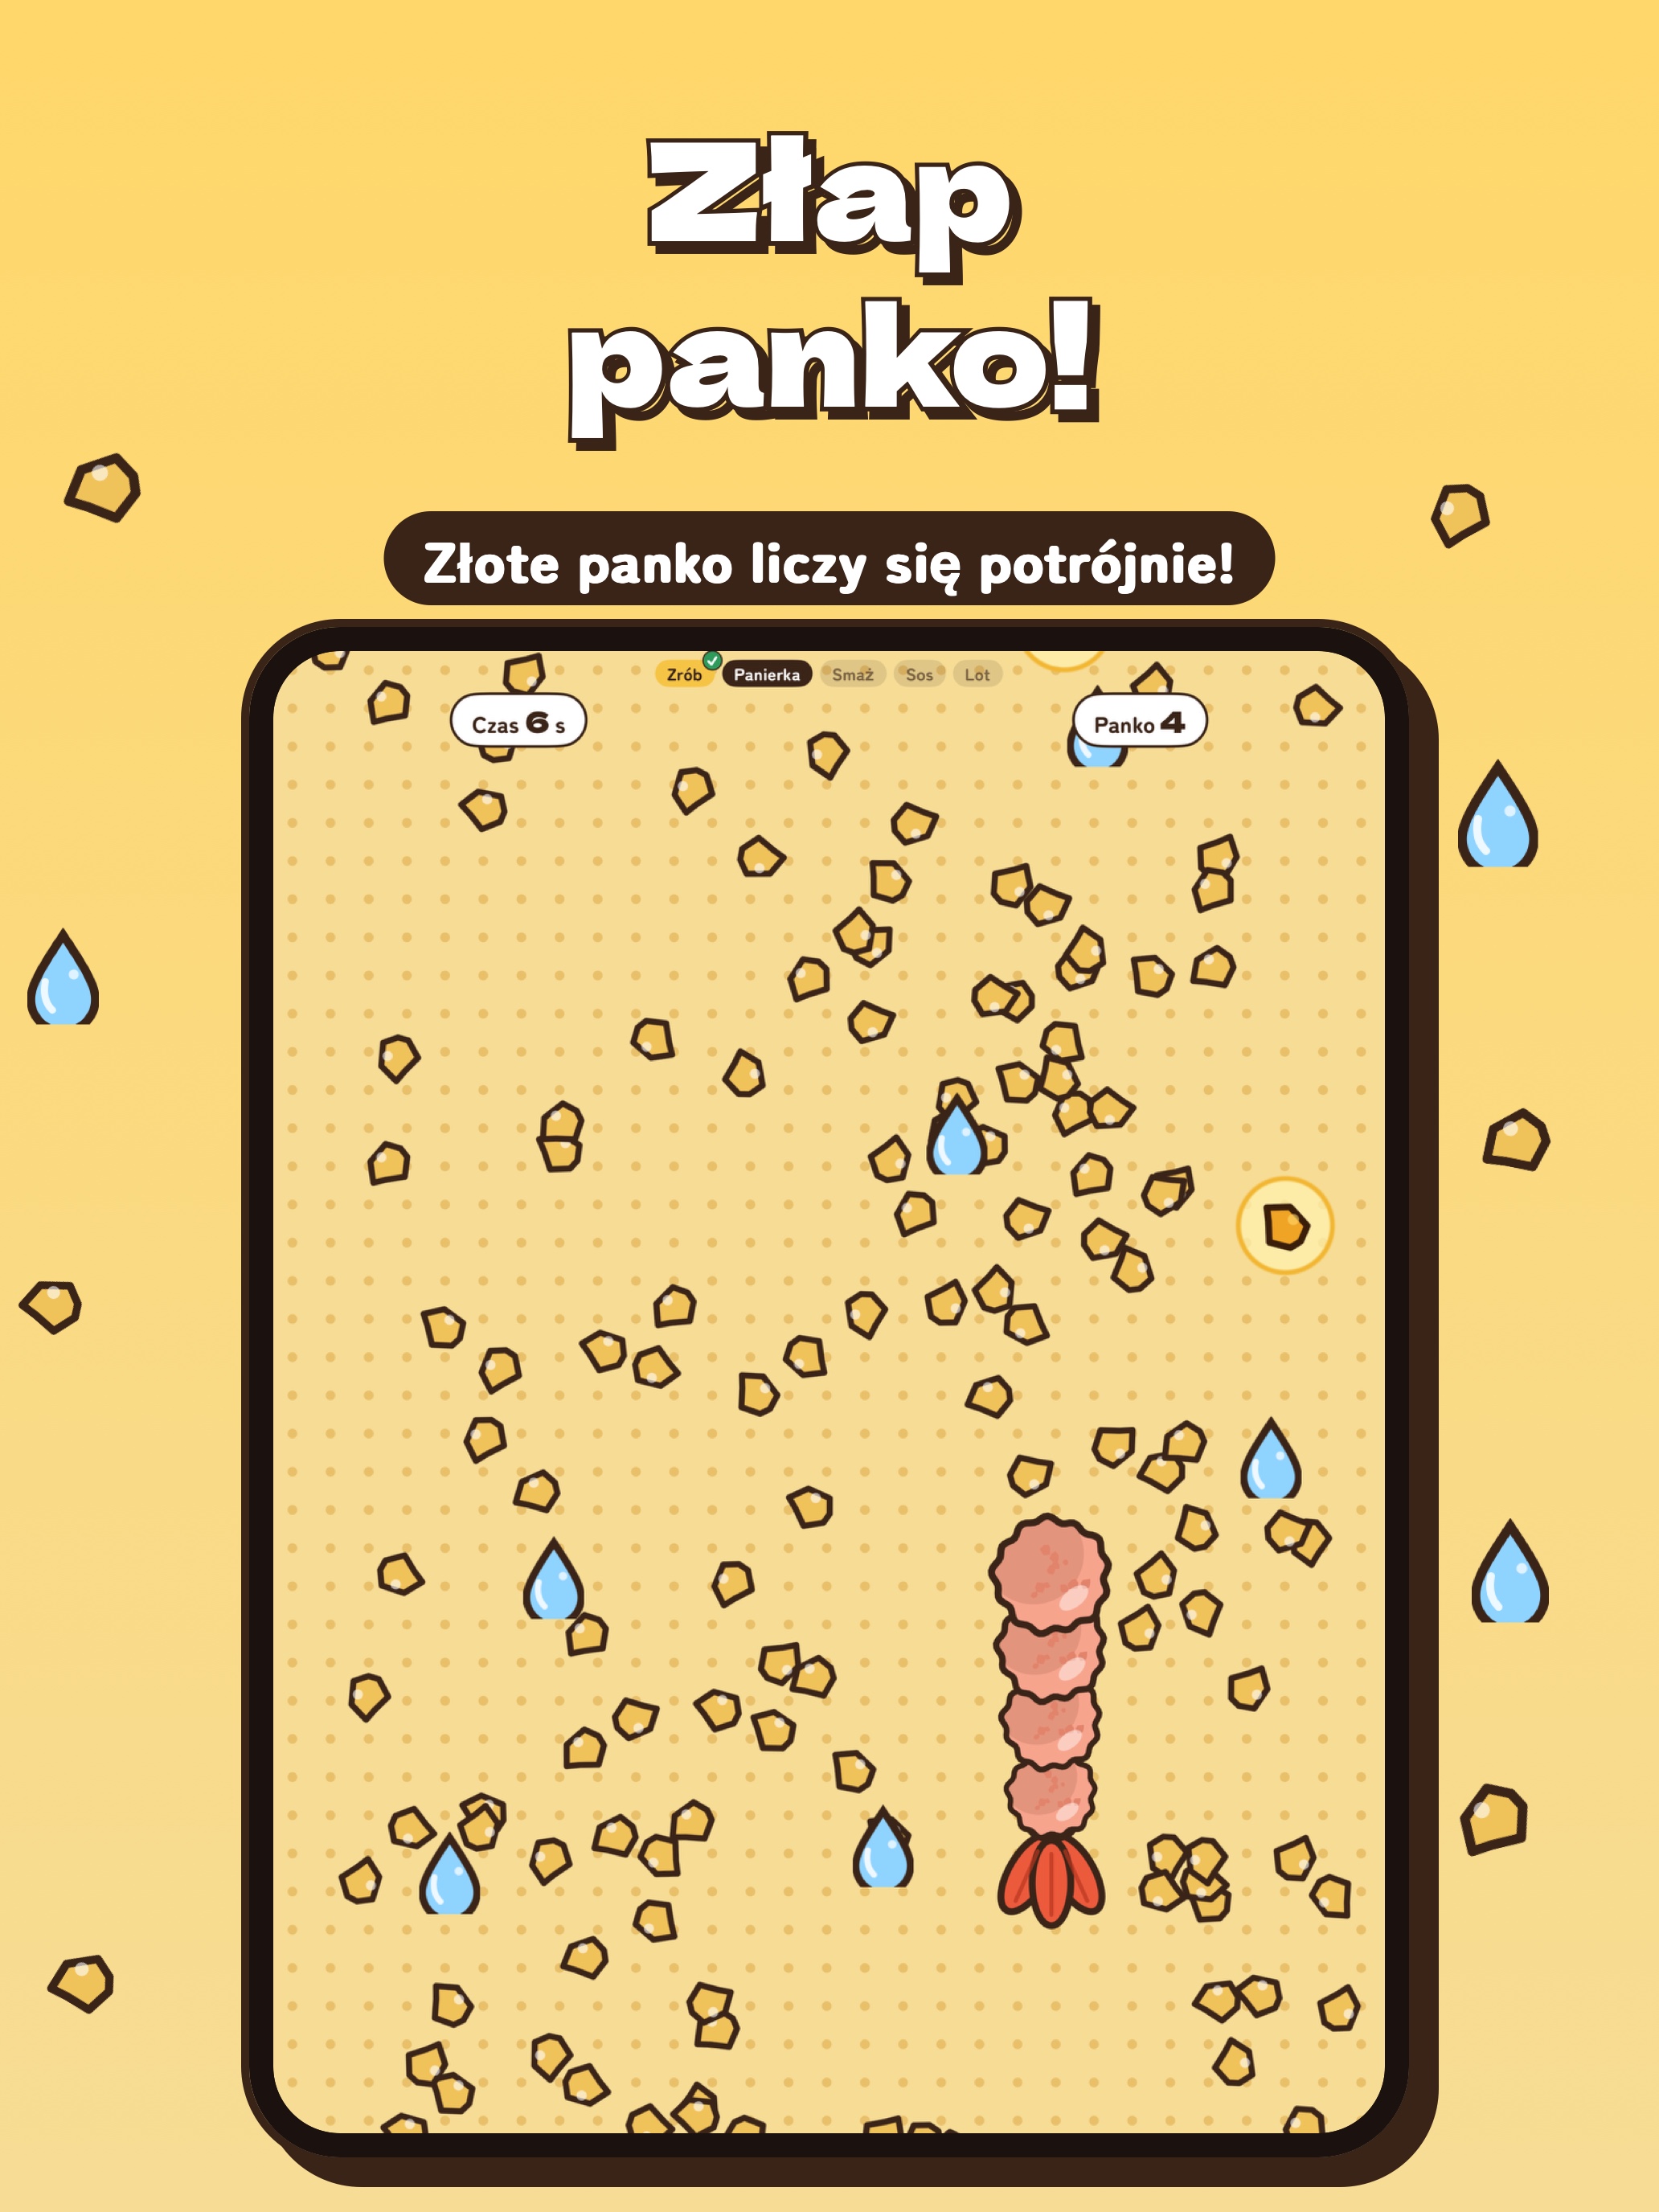 Złap
panko!
Złote panko liczy się potrójnie!
Zrób Panierka Smaż Sos Lot
Czas 6 s
Panko 4